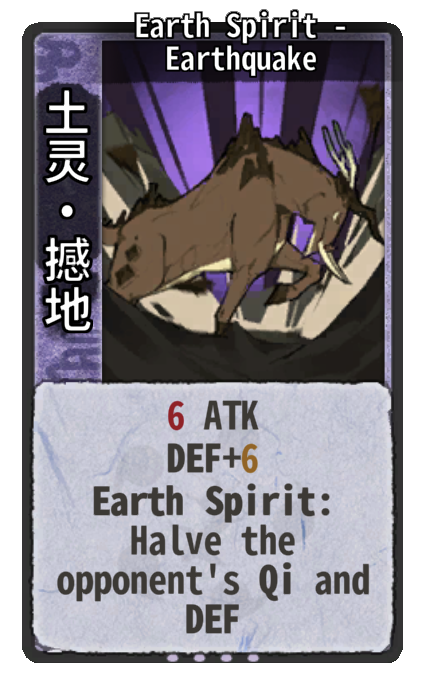 Earth Spirit -
Earthquake
土灵·撼地
6 ATK
DEF+6
Earth Spirit:
Halve the
opponent's Qi and
DEF